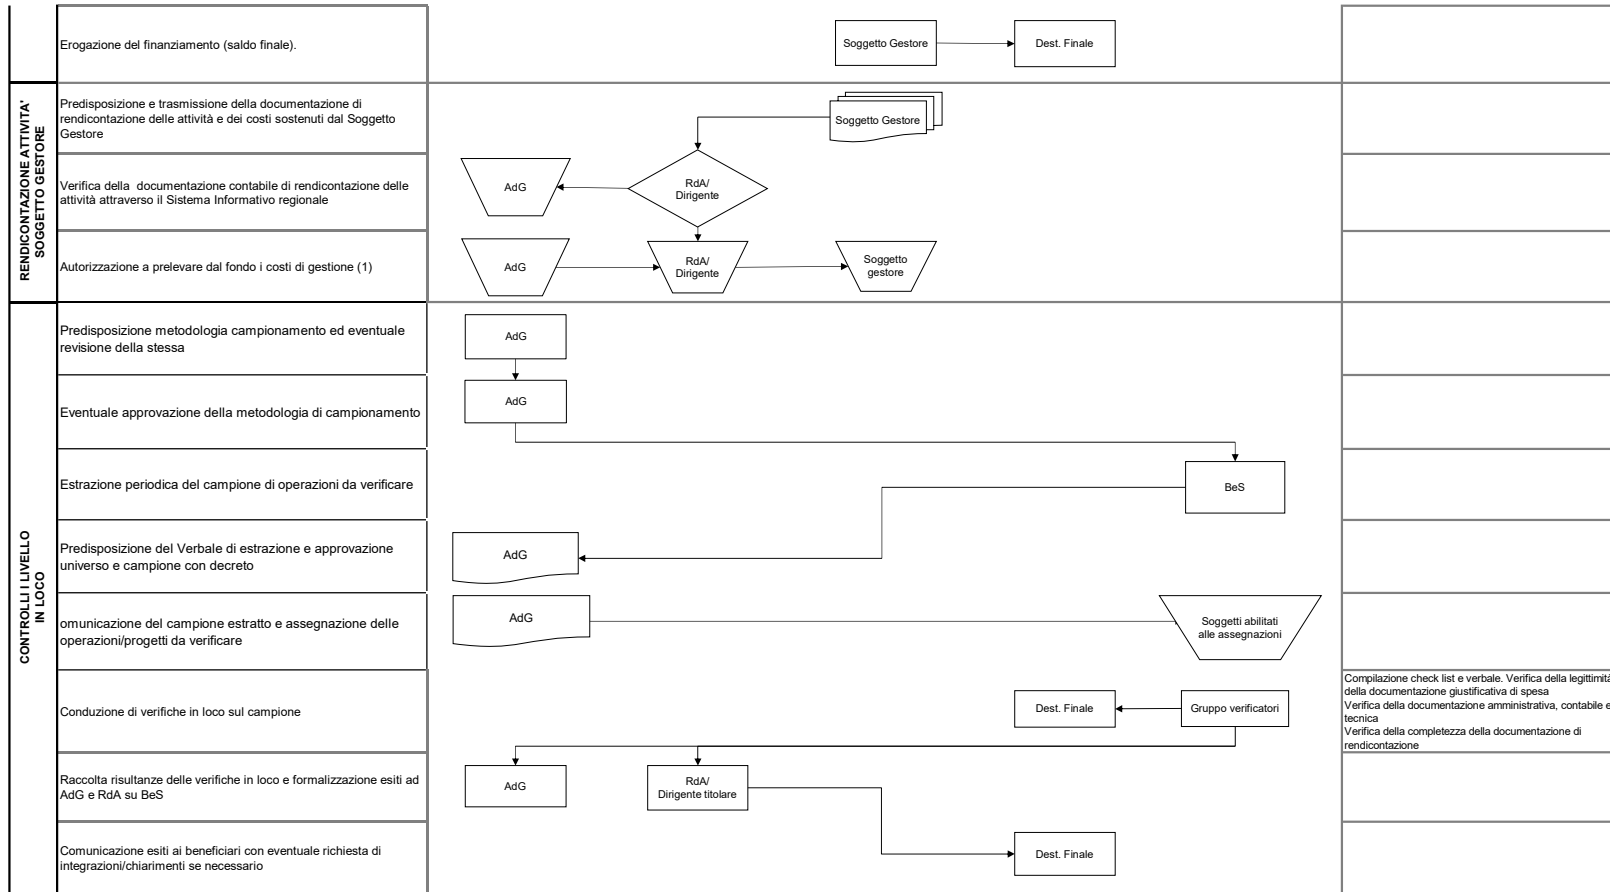 Erogazione del finanziamento (saldo finale).
Soggetto Gestore
Dest. Finale
RENDICONTAZIONE ATTIVITA'
SOGGETTO GESTORE
Predisposizione e trasmissione della documentazione di
rendicontazione delle attività e dei costi sostenuti dal Soggetto
Gestore
Soggetto Gestore
Verifica della  documentazione contabile di rendicontazione delle
attività attraverso il Sistema Informativo regionale
AdG
RdA/
Dirigente
Autorizzazione a prelevare dal fondo i costi di gestione (1)
AdG
RdA/
Dirigente
Soggetto
gestore
CONTROLLI I LIVELLO
IN LOCO
Predisposizione metodologia campionamento ed eventuale
revisione della stessa
AdG
Eventuale approvazione della metodologia di campionamento
AdG
Estrazione periodica del campione di operazioni da verificare
BeS
Predisposizione del Verbale di estrazione e approvazione
universo e campione con decreto
AdG
omunicazione del campione estratto e assegnazione delle
operazioni/progetti da verificare
AdG
Soggetti abilitati
alle assegnazioni
Conduzione di verifiche in loco sul campione
Dest. Finale
Gruppo verificatori
Compilazione check list e verbale. Verifica della legittimità
della documentazione giustificativa di spesa
Verifica della documentazione amministrativa, contabile e
tecnica
Verifica della completezza della documentazione di
rendicontazione
Raccolta risultanze delle verifiche in loco e formalizzazione esiti ad
AdG e RdA su BeS
AdG
RdA/
Dirigente titolare
Comunicazione esiti ai beneficiari con eventuale richiesta di
integrazioni/chiarimenti se necessario
Dest. Finale